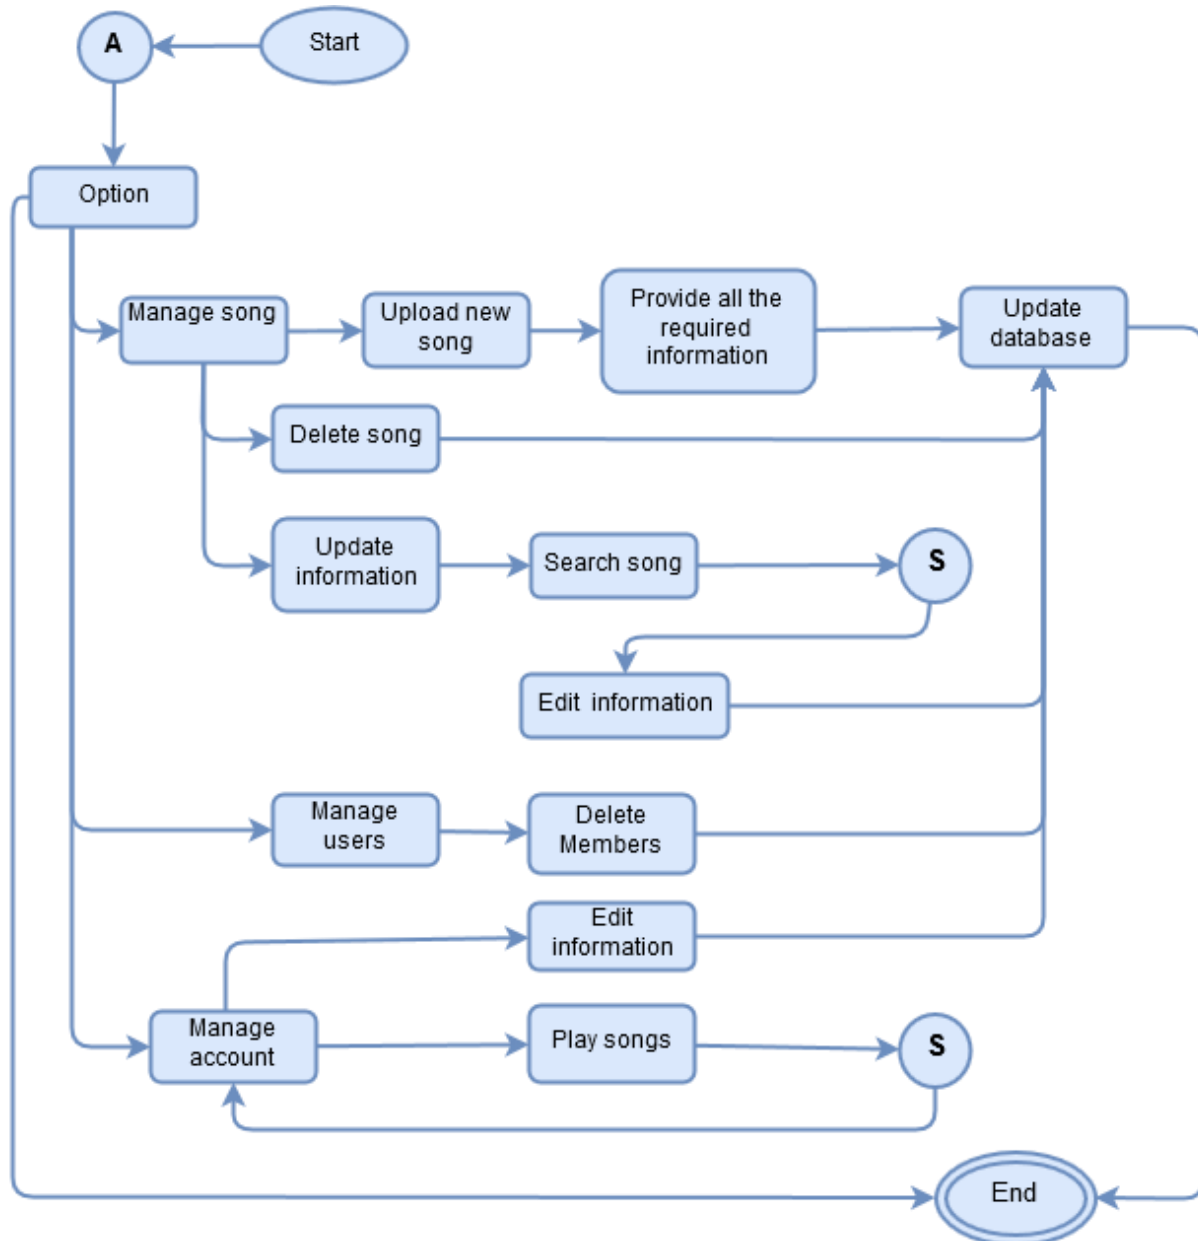 A
Start
Option
Manage song
Upload new
song
Provide all the
required
information
Update
database
Delete song
Update
information
Search song
S
Edit information
Manage
users
Delete
Members
Edit
information
Manage
account
Play songs
S
End